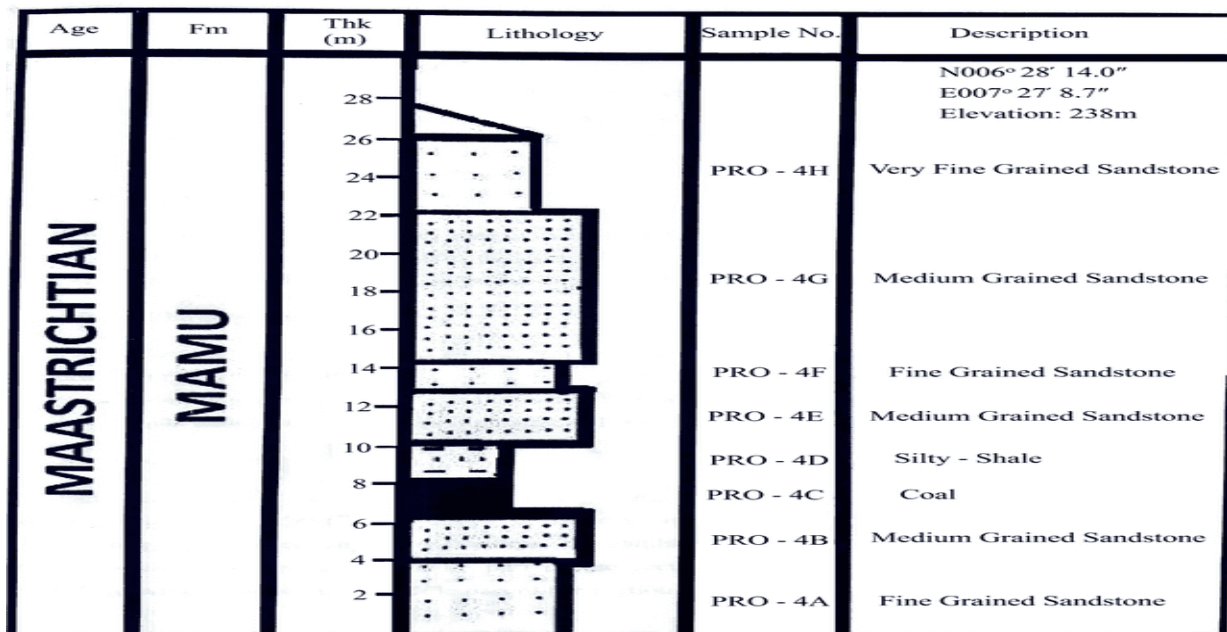 Age Fm Thk (m) Lithology Sample No. Description
N006° 28′ 14.0″
E007° 27′ 8.7″
Elevation: 238m
28
26
PRO - 4H Very Fine Grained Sandstone
24
22
20
PRO - 4G Medium Grained Sandstone
18
16
14
PRO - 4F Fine Grained Sandstone
12
PRO - 4E Medium Grained Sandstone
10
PRO - 4D Silty - Shale
8
PRO - 4C Coal
6
PRO - 4B Medium Grained Sandstone
4
2
PRO - 4A Fine Grained Sandstone
MAASTRICHTIAN
MAMU